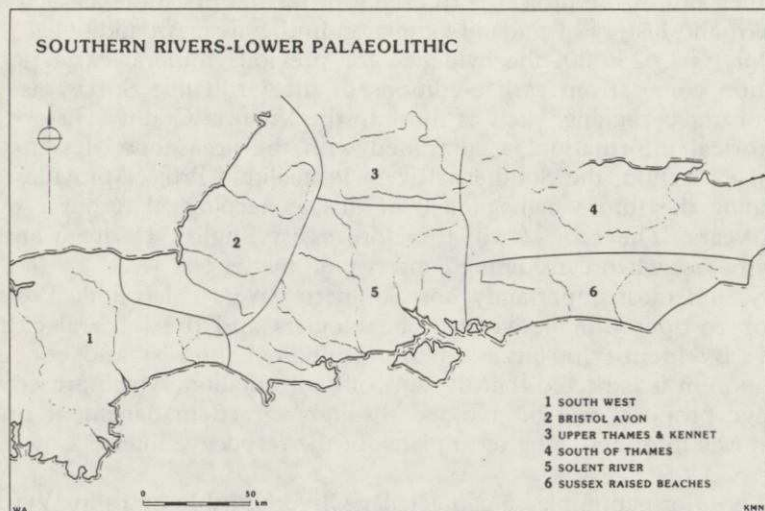 SOUTHERN RIVERS-LOWER PALAEOLITHIC
3
4
2
5
6
1
1 SOUTH WEST
2 BRISTOL AVON
3 UPPER THAMES & KENNET
4 SOUTH OF THAMES
5 SOLENT RIVER
6 SUSSEX RAISED BEACHES
0 50
km
WA
KMN